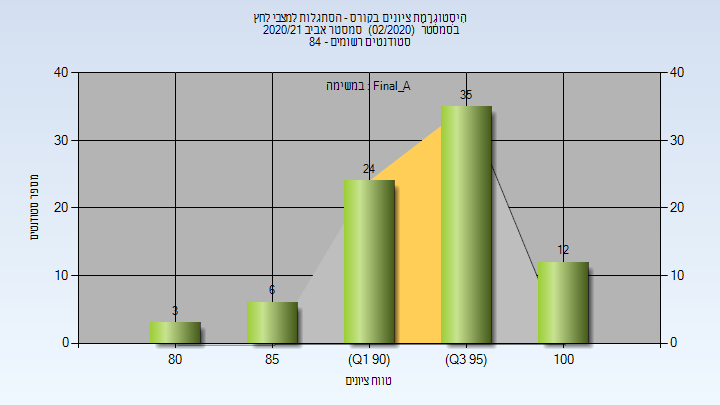 היסטוגרמת ציונים בקורס - הסתגלות למצבי לחץ
בסמסטר (02/2020) סמסטר אביב 2020/21
סטודנטים רשומים - 84
במשימה : Final_A
40 40
30 30
20 20
10 10
0 0
מספר סטודנטים
3 6 24 35 12
80 85 (Q1 90) (Q3 95) 100
טווח ציונים